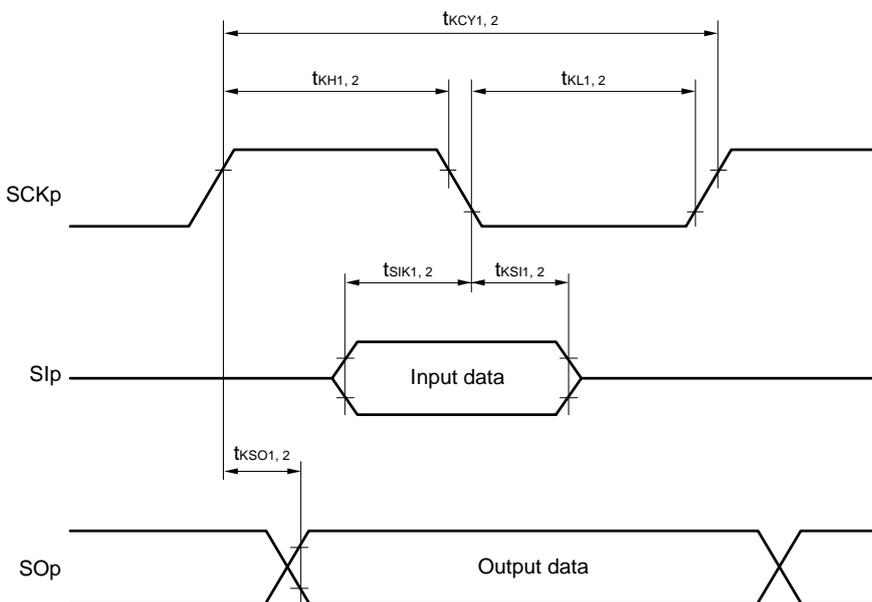 tKCY1, 2
tKH1, 2
tKL1, 2
SCKp
tSIK1, 2
tKSI1, 2
SIp
Input data
tKSO1, 2
SOp
Output data